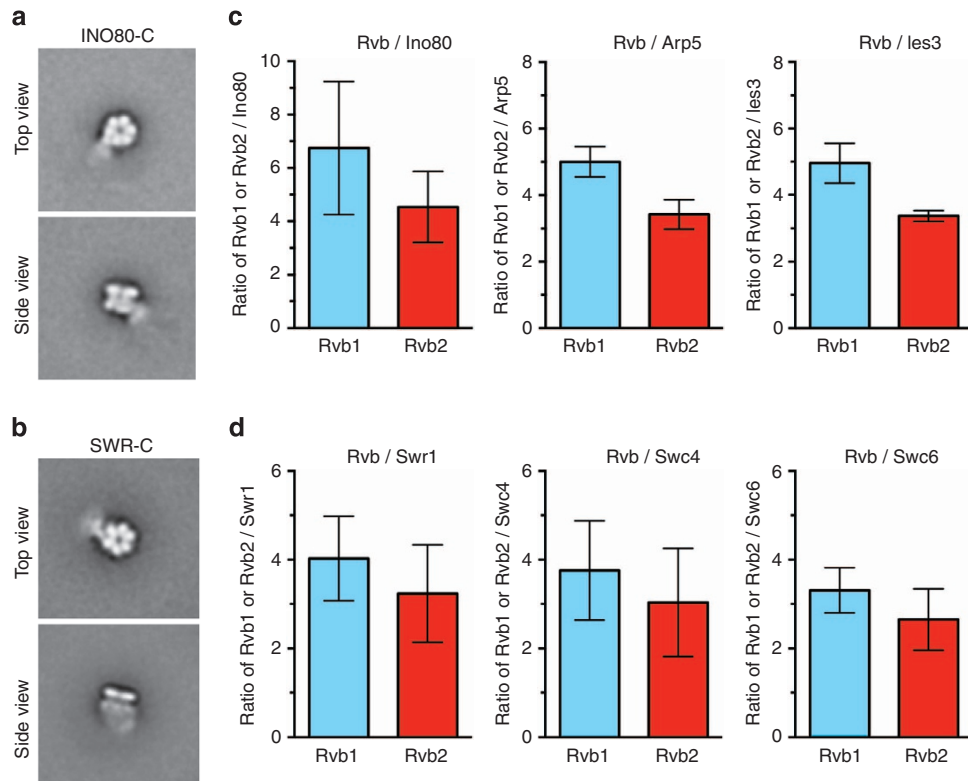 a
INO80-C
Top view
Side view
b
SWR-C
Top view
Side view
c
Rvb / Ino80
Ratio of Rvb1 or Rvb2 / Ino80
10
8
6
4
2
0
Rvb1 Rvb2
Rvb / Arp5
Ratio of Rvb1 or Rvb2 / Arp5
8
6
4
2
0
Rvb1 Rvb2
Rvb / Ies3
Ratio of Rvb1 or Rvb2 / Ies3
8
6
4
2
0
Rvb1 Rvb2
d
Rvb / Swr1
Ratio of Rvb1 or Rvb2 / Swr1
6
4
2
0
Rvb1 Rvb2
Rvb / Swc4
Ratio of Rvb1 or Rvb2 / Swc4
6
4
2
0
Rvb1 Rvb2
Rvb / Swc6
Ratio of Rvb1 or Rvb2 / Swc6
6
4
2
0
Rvb1 Rvb2